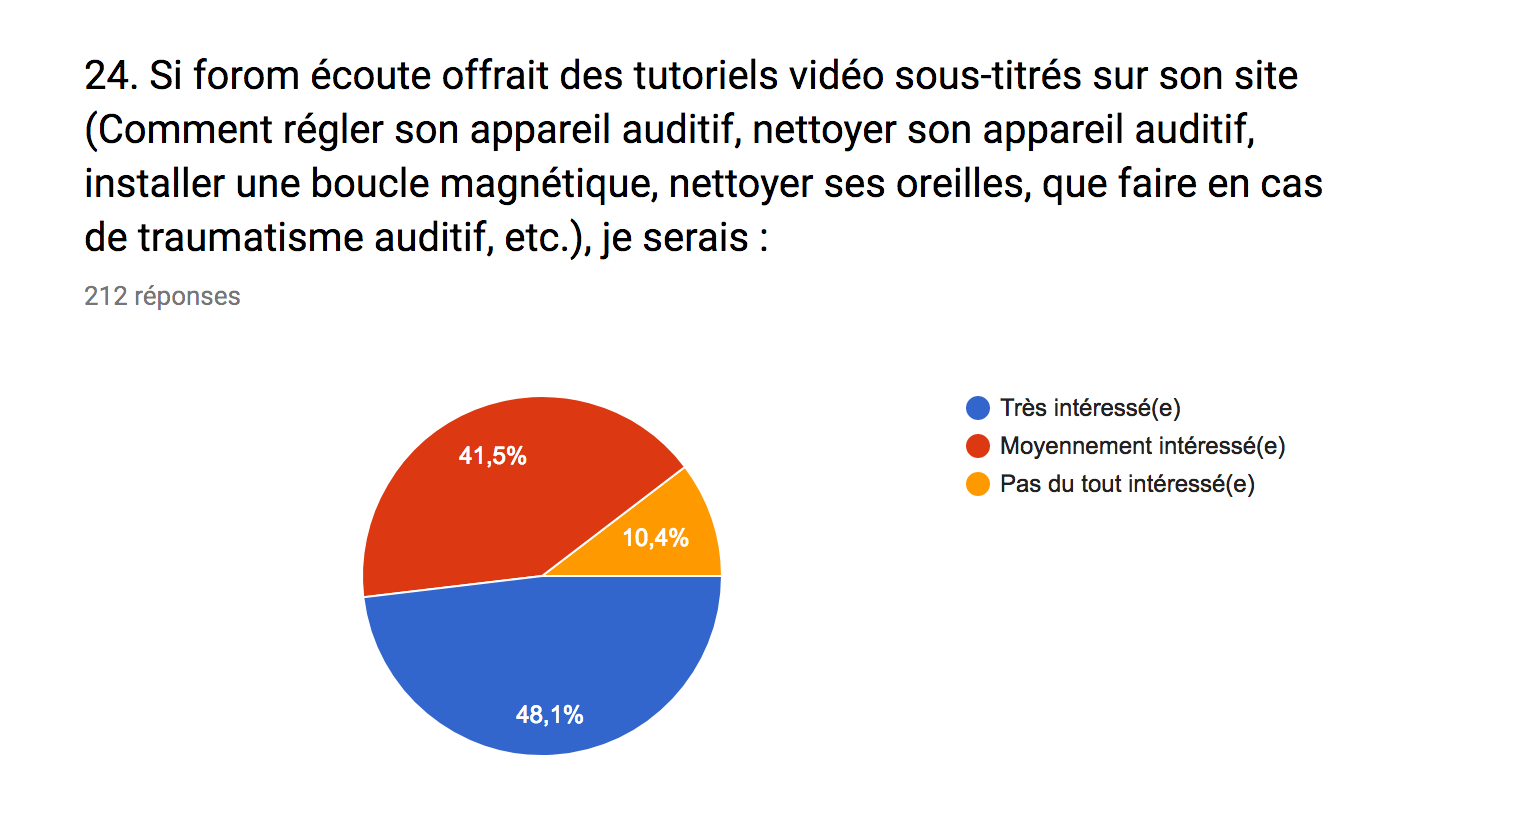 24. Si forom écoute offrait des tutoriels vidéo sous-titrés sur son site
(Comment régler son appareil auditif, nettoyer son appareil auditif,
installer une boucle magnétique, nettoyer ses oreilles, que faire en cas
de traumatisme auditif, etc.), je serais :
212 réponses
41,5%
10,4%
48,1%
Très intéressé(e)
Moyennement intéressé(e)
Pas du tout intéressé(e)